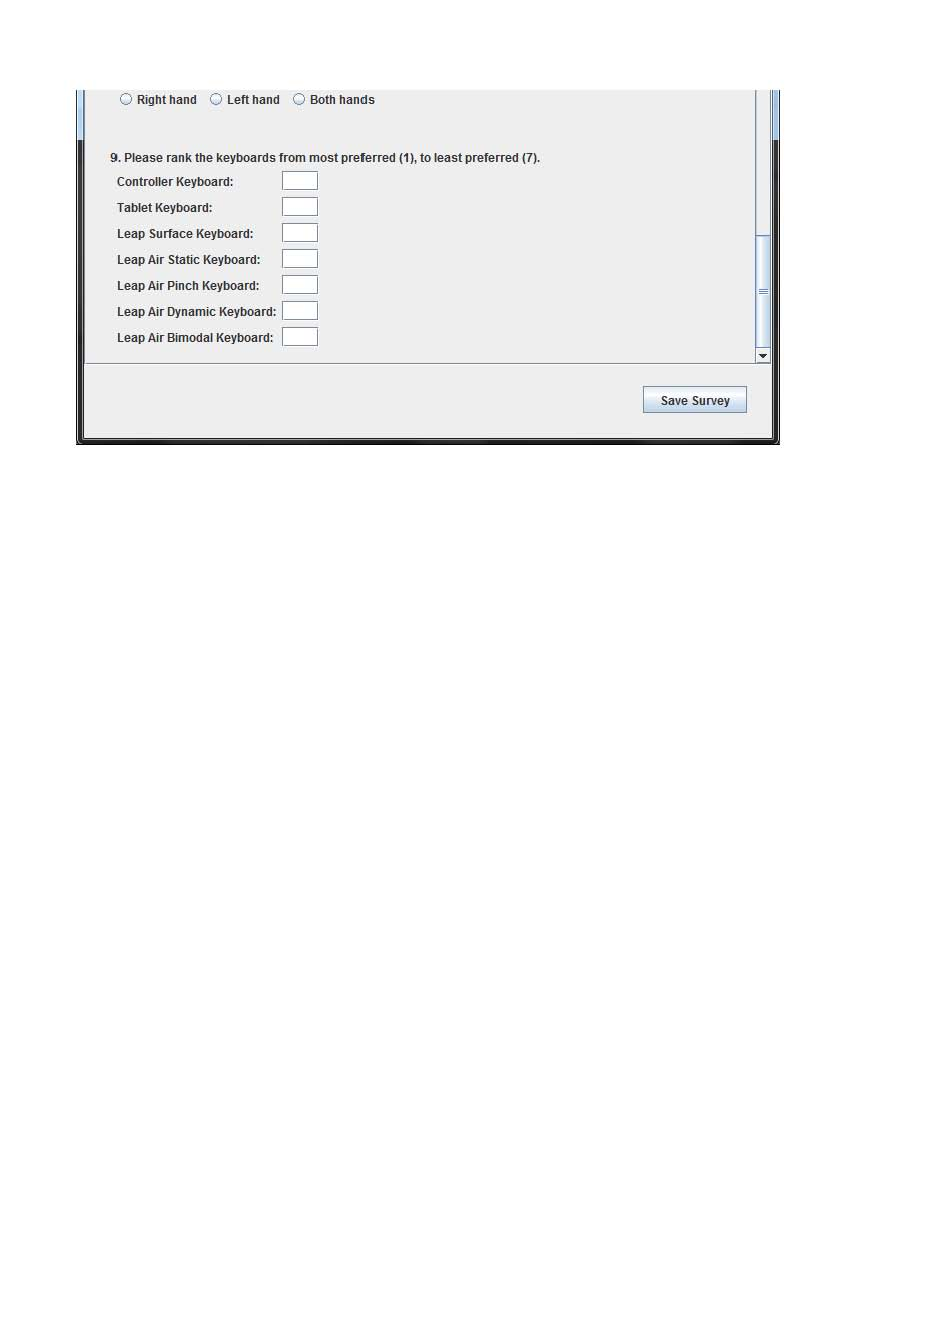 Right hand Left hand Both hands
9. Please rank the keyboards from most preferred (1), to least preferred (7).
Controller Keyboard:
Tablet Keyboard:
Leap Surface Keyboard:
Leap Air Static Keyboard:
Leap Air Pinch Keyboard:
Leap Air Dynamic Keyboard:
Leap Air Bimodal Keyboard:
Save Survey